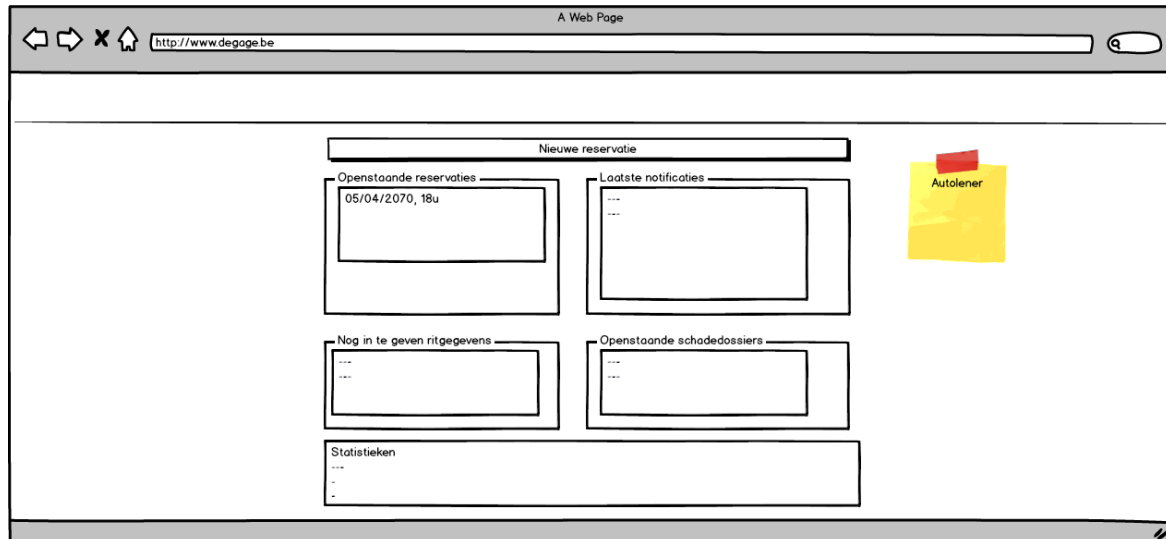 A Web Page
http://www.degage.be
Nieuwe reservatie
Openstaande reservaties
05/04/2070, 18u
Laatste notificaties
---
---
Autolener
Nog in te geven ritgegevens
---
---
Openstaande schadedossiers
---
---
Statistieken
---
-
-